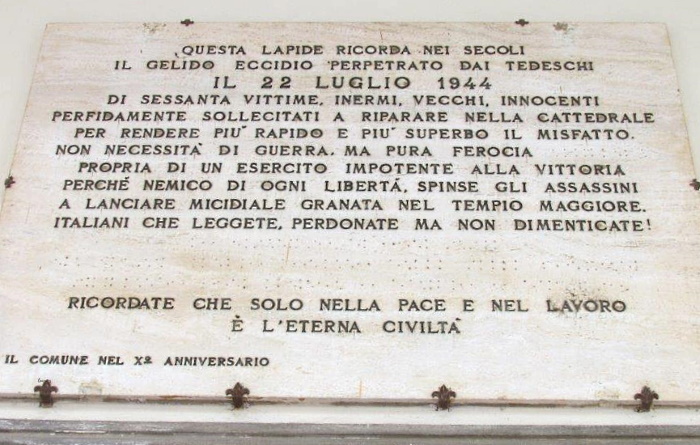 QUESTA LAPIDE RICORDA NEI SECOLI
IL GELIDO ECCIDIO PERPETRATO DAI TEDESCHI
IL 22 LUGLIO 1944
DI SESSANTA VITTIME, INERMI, VECCHI, INNOCENTI
PERFIDAMENTE SOLLECITATI A RIPARARE NELLA CATTEDRALE
PER RENDERE PIU' RAPIDO E PIU' SUPERBO IL MISFATTO.
NON NECESSITÀ DI GUERRA, MA PURA FEROCIA
PROPRIA DI UN ESERCITO IMPOTENTE ALLA VITTORIA
PERCHÉ NEMICO DI OGNI LIBERTÁ, SPINSE GLI ASSASSINI
A LANCIARE MICIDIALE GRANATA NEL TEMPIO MAGGIORE.
ITALIANI CHE LEGGETE, PERDONATE MA NON DIMENTICATE!
RICORDATE CHE SOLO NELLA PACE E NEL LAVORO
È L'ETERNA CIVILTÀ
IL COMUNE NEL Xº ANNIVERSARIO